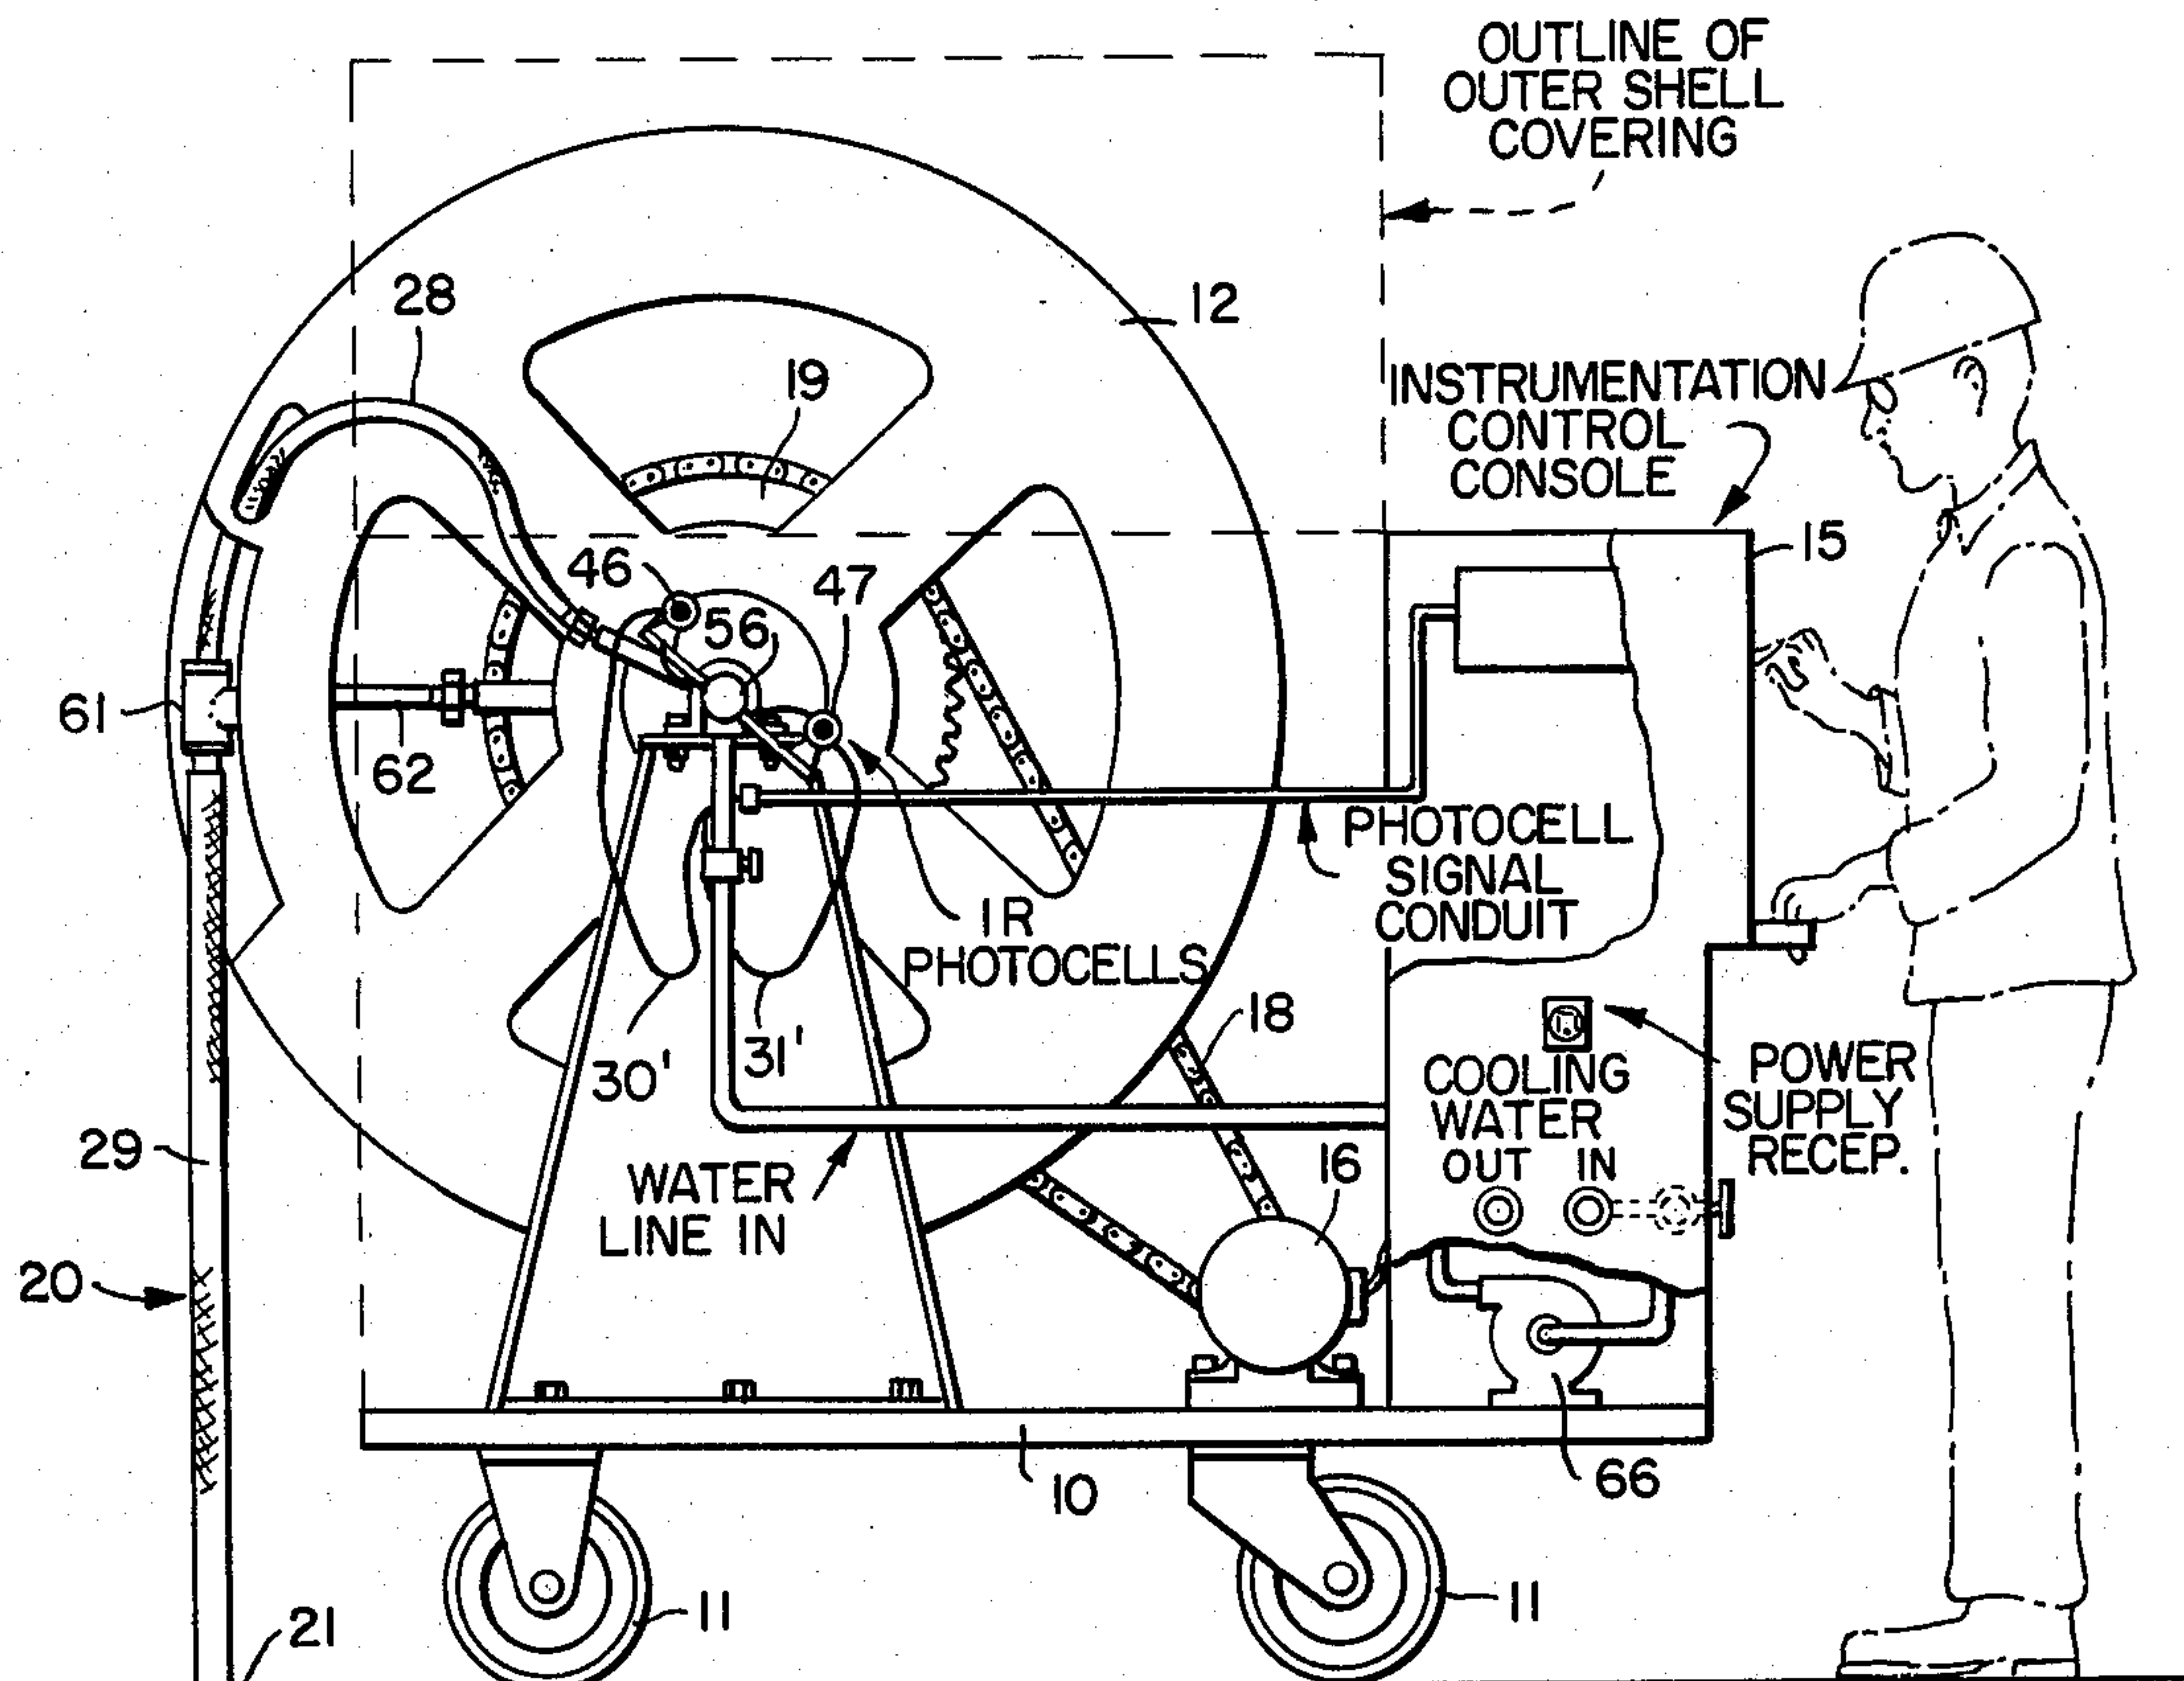 OUTLINE OF
OUTER SHELL
COVERING
28
12
19
INSTRUMENTATION
CONTROL
CONSOLE
15
46
47
56
61
62
PHOTOCELL
SIGNAL
CONDUIT
IR
PHOTOCELLS
18
30'
31'
COOLING
WATER
OUT IN
POWER
SUPPLY
RECEP.
29
WATER
LINE IN
16
20
10
66
11
11
21